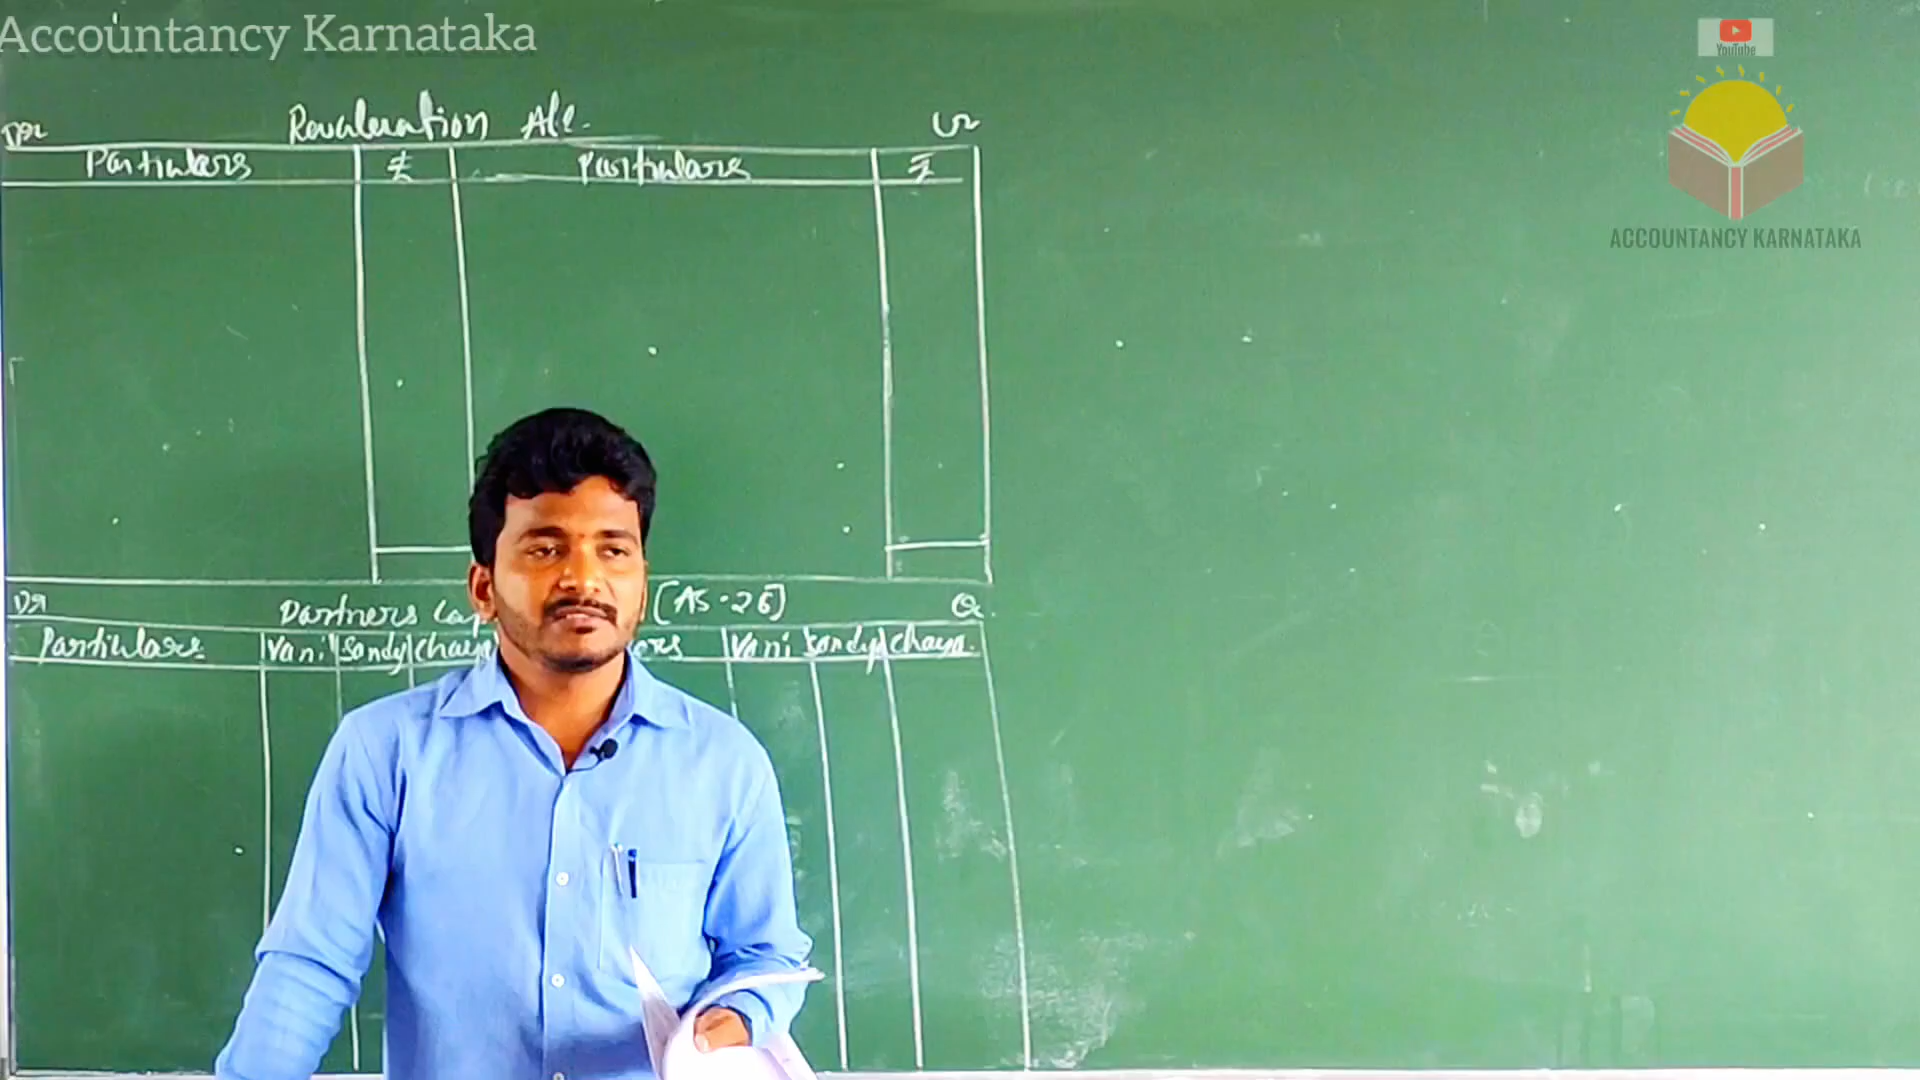 Accountancy Karnataka
YouTube
ACCOUNTANCY KARNATAKA
Dr Revaluation A/c. Cr
Particulars ₹ Particulars ₹
Dr Partners Cap [AS-26] Cr.
Particulars Vani Sandy Chaya ars Vani Sandy Chaya